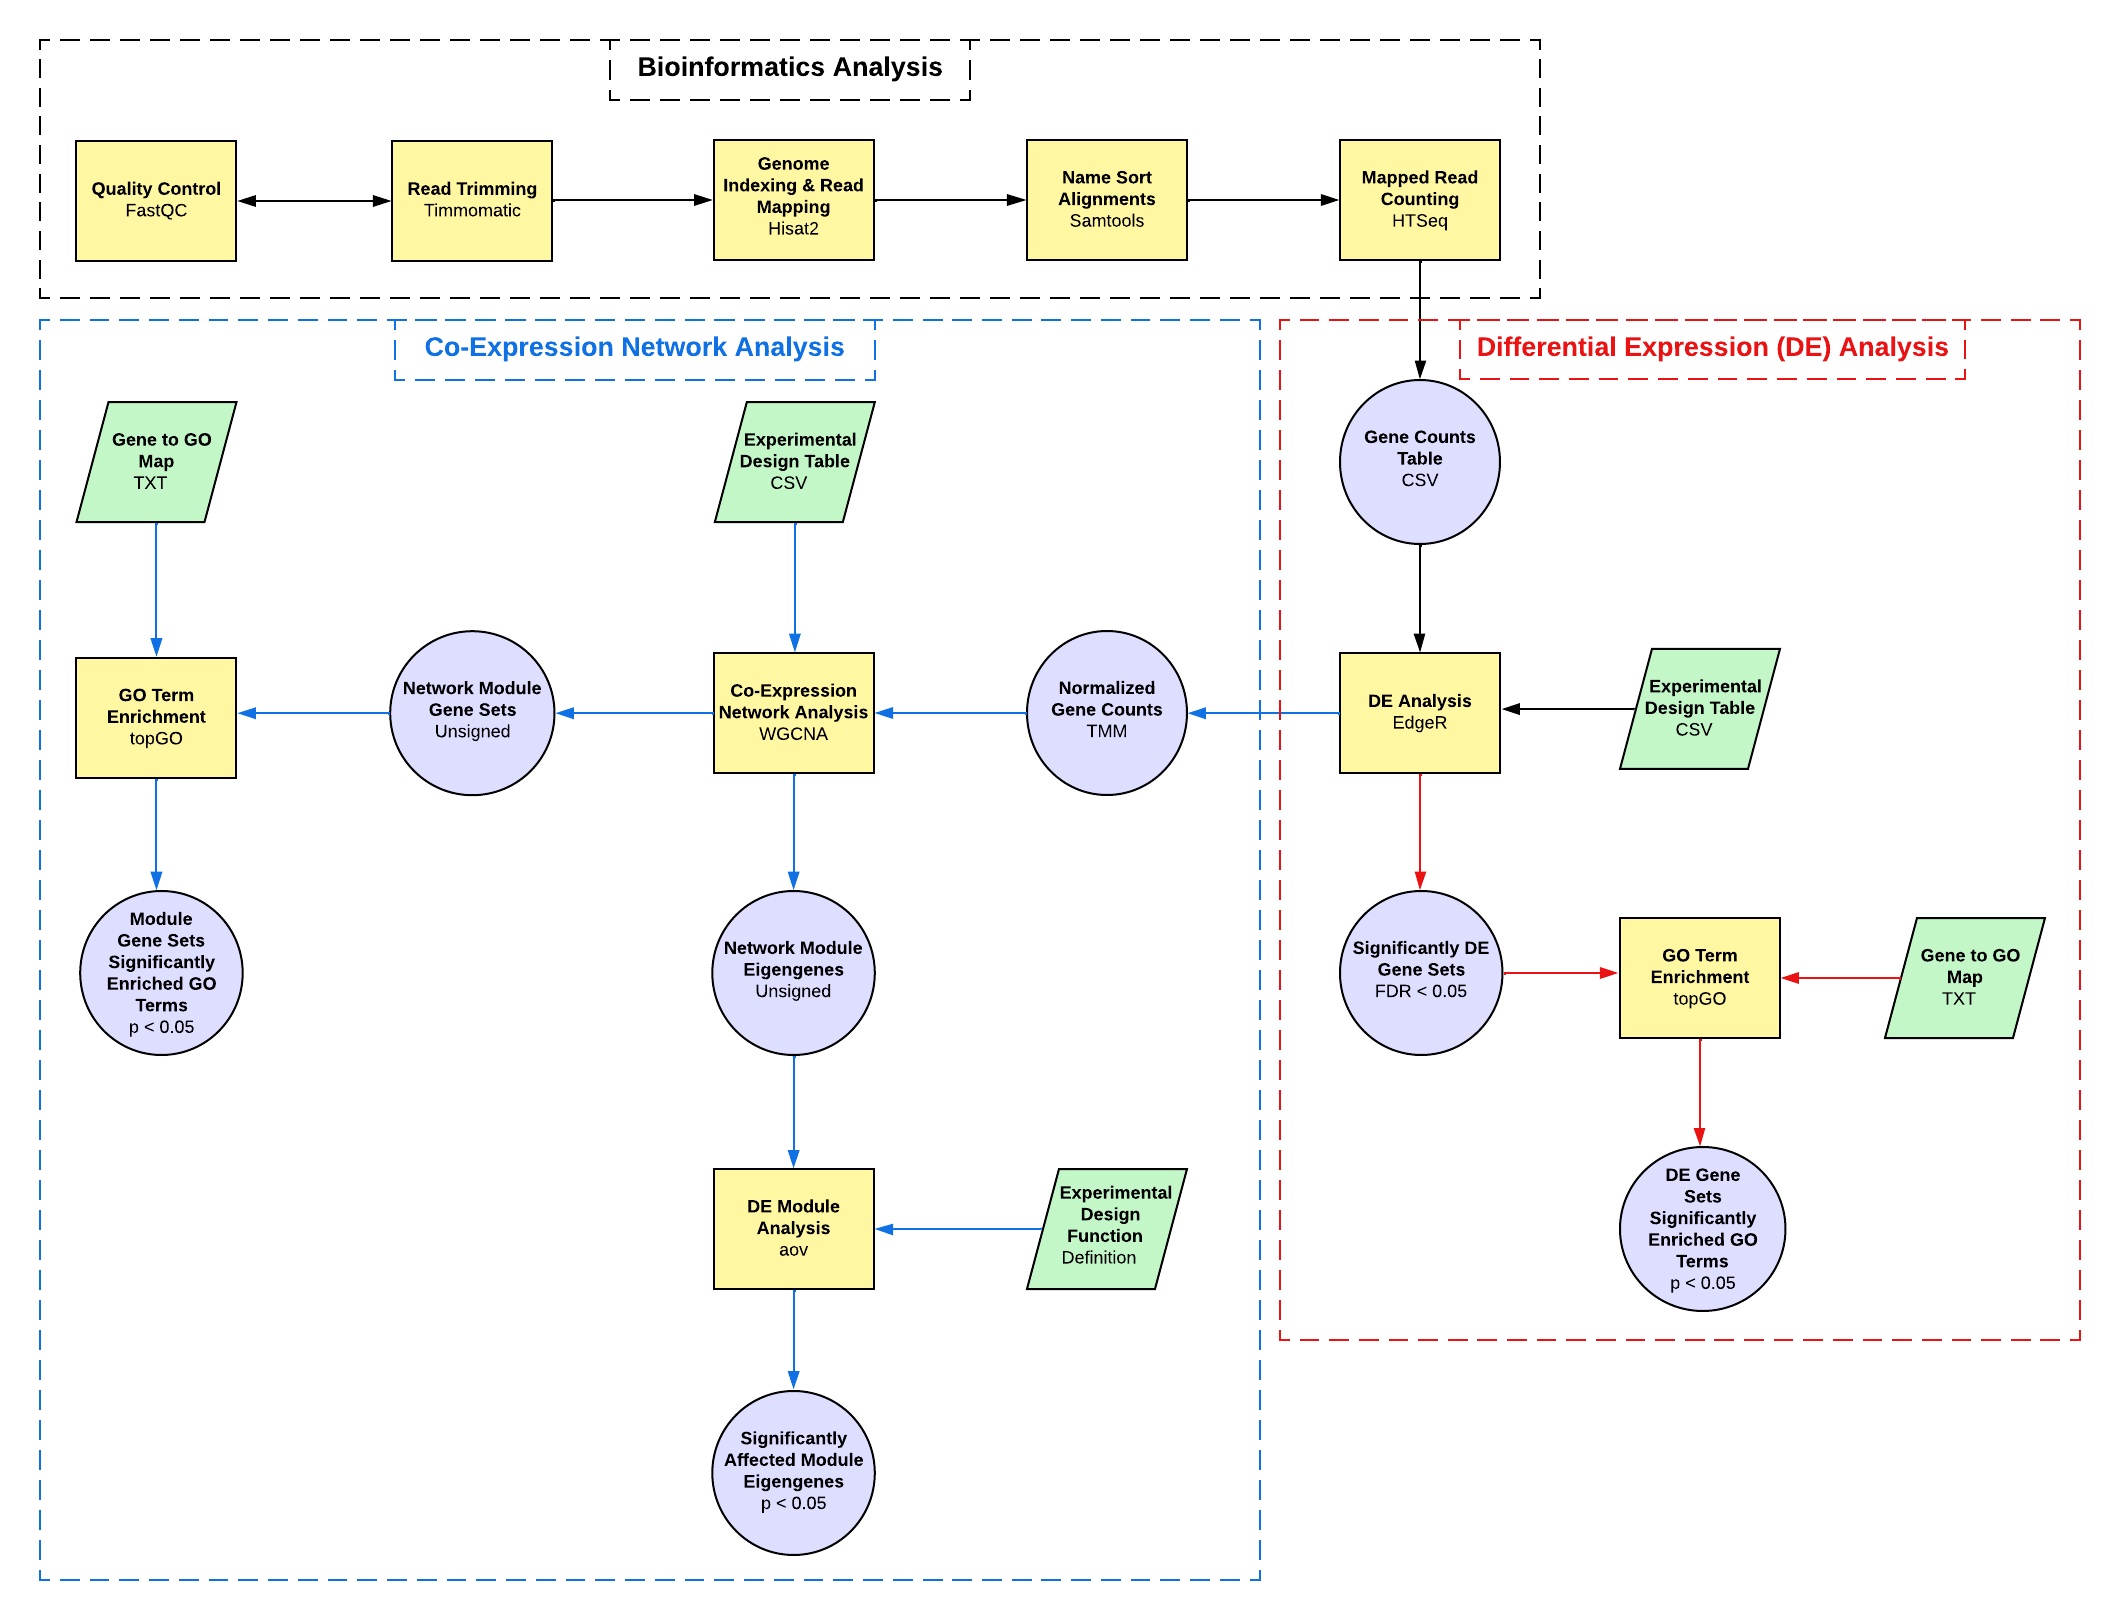 Bioinformatics Analysis
Quality Control
FastQC
Read Trimming
Timmomatic
Genome
Indexing & Read
Mapping
Hisat2
Name Sort
Alignments
Samtools
Mapped Read
Counting
HTSeq
Co-Expression Network Analysis
Differential Expression (DE) Analysis
Gene to GO
Map
TXT
Experimental
Design Table
CSV
Gene Counts
Table
CSV
GO Term
Enrichment
topGO
Network Module
Gene Sets
Unsigned
Co-Expression
Network Analysis
WGCNA
Normalized
Gene Counts
TMM
DE Analysis
EdgeR
Experimental
Design Table
CSV
Module
Gene Sets
Significantly
Enriched GO
Terms
p < 0.05
Network Module
Eigengenes
Unsigned
Significantly DE
Gene Sets
FDR < 0.05
GO Term
Enrichment
topGO
Gene to GO
Map
TXT
DE Module
Analysis
aov
Experimental
Design
Function
Definition
DE Gene
Sets
Significantly
Enriched GO
Terms
p < 0.05
Significantly
Affected Module
Eigengenes
p < 0.05